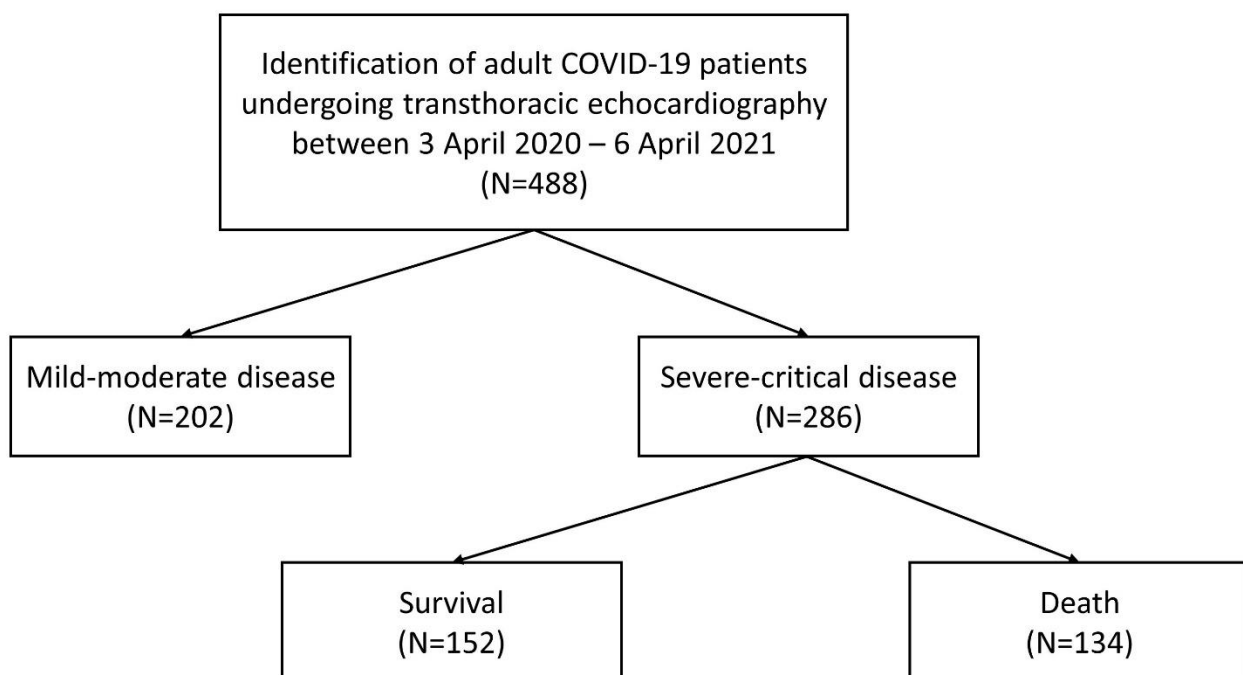 Identification of adult COVID-19 patients
undergoing transthoracic echocardiography
between 3 April 2020 – 6 April 2021
(N=488)
Mild-moderate disease
(N=202)
Severe-critical disease
(N=286)
Survival
(N=152)
Death
(N=134)